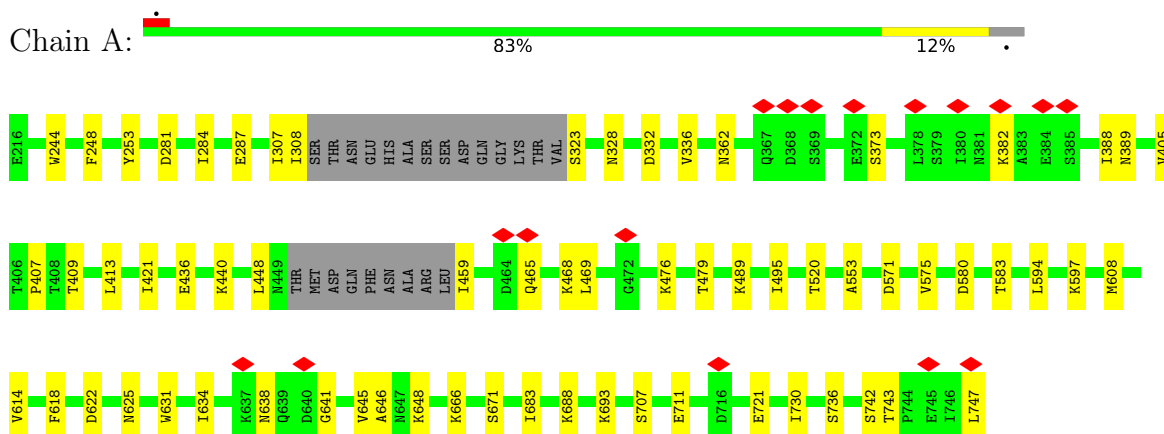 Chain A:
83%
12%
E216 W244 F248 Y253 D281 I284 E287 I307 I308 SER THR ASN GLU HIS ALA SER SER ASP GLN GLY LYS THR VAL S323 N328 D332 V336 N362 Q367 D368 S369 E372 S373 L378 S379 I380 N381 K382 A383 E384 S385 I388 N389 V405
T406 P407 T408 T409 L413 I421 E436 K440 L448 N449 THR MET ASP GLN PHE ASN ALA ARG LEU I459 D464 Q465 K468 L469 G472 K476 T479 K489 I495 T520 A553 D571 V575 D580 T583 L594 K597 M608
V614 F618 D622 N625 W631 I634 K637 N638 Q639 D640 G641 V645 A646 N647 K648 K666 S671 I683 K688 K693 S707 E711 D716 E721 I730 S736 S742 T743 P744 E745 I746 L747